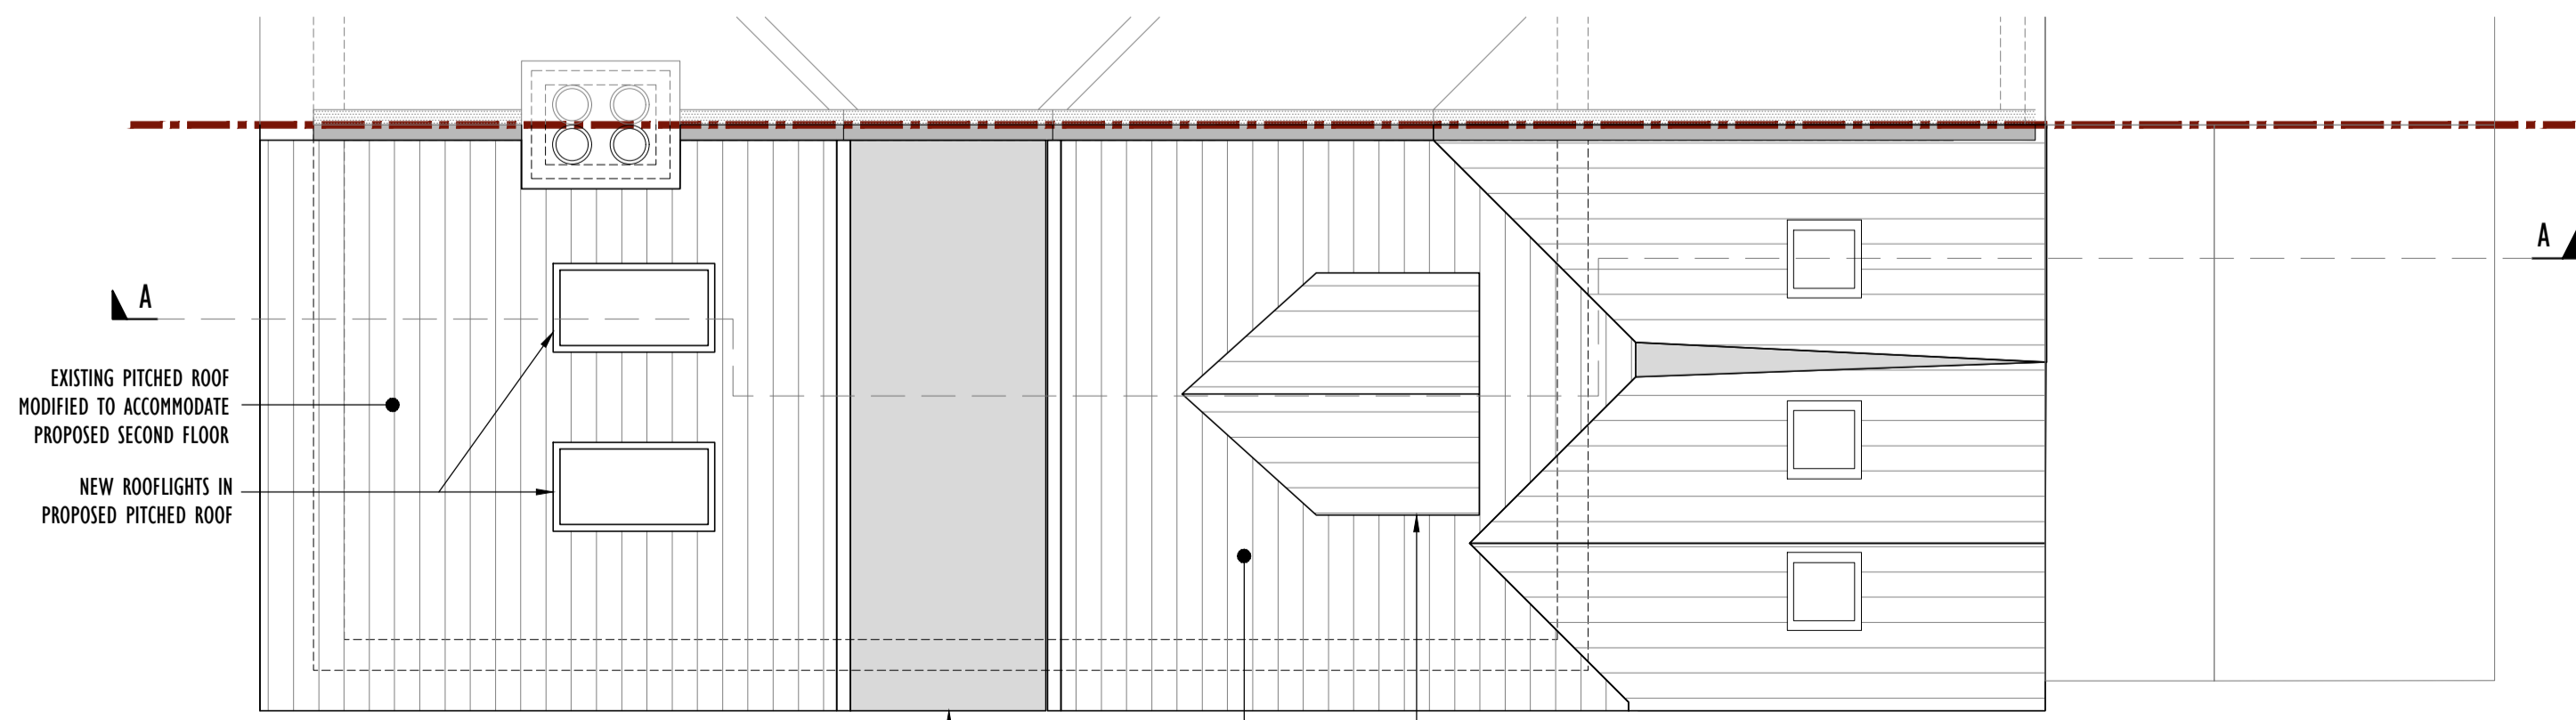 A
A
EXISTING PITCHED ROOF
MODIFIED TO ACCOMMODATE
PROPOSED SECOND FLOOR
NEW ROOFLIGHTS IN
PROPOSED PITCHED ROOF